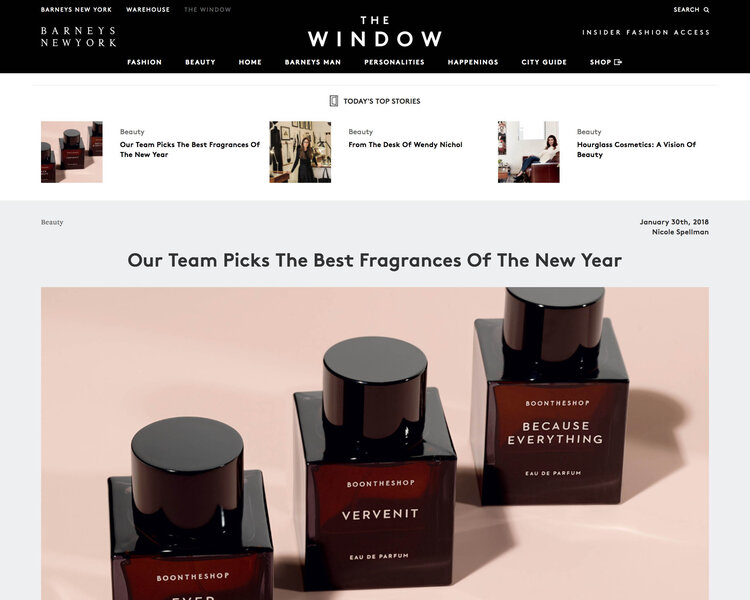 BARNEYS NEW YORK
WAREHOUSE
THE WINDOW
SEARCH
BARNEYS
NEWYORK
THE
WINDOW
INSIDER FASHION ACCESS
FASHION
BEAUTY
HOME
BARNEYS MAN
PERSONALITIES
HAPPENINGS
CITY GUIDE
SHOP
TODAY'S TOP STORIES
Beauty
Our Team Picks The Best Fragrances Of
The New Year
Beauty
From The Desk Of Wendy Nichol
Beauty
Hourglass Cosmetics: A Vision Of
Beauty
Beauty
January 30th, 2018
Nicole Spellman
Our Team Picks The Best Fragrances Of The New Year
BOONTHESHOP
BECAUSE
EVERYTHING
EAU DE PARFUM
BOONTHESHOP
VERVENIT
EAU DE PARFUM
BOONTHESHOP
EVER